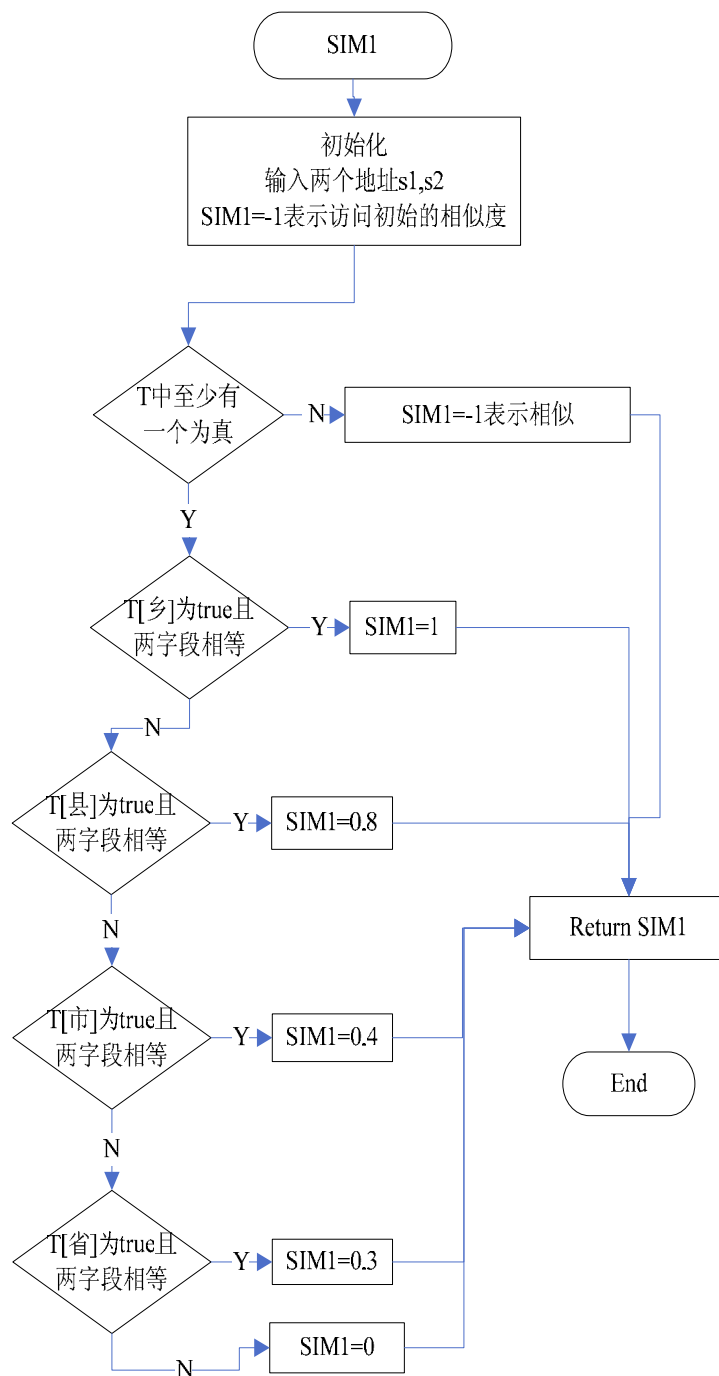 SIM1
初始化
输入两个地址s1,s2
SIM1=-1表示访问初始的相似度
T中至少有
一个为真
N
SIM1=-1表示相似
Y
T[乡]为true且
两字段相等
Y
SIM1=1
N
T[县]为true且
两字段相等
Y
SIM1=0.8
N
Return SIM1
T[市]为true且
两字段相等
Y
SIM1=0.4
End
N
T[省]为true且
两字段相等
Y
SIM1=0.3
N
SIM1=0